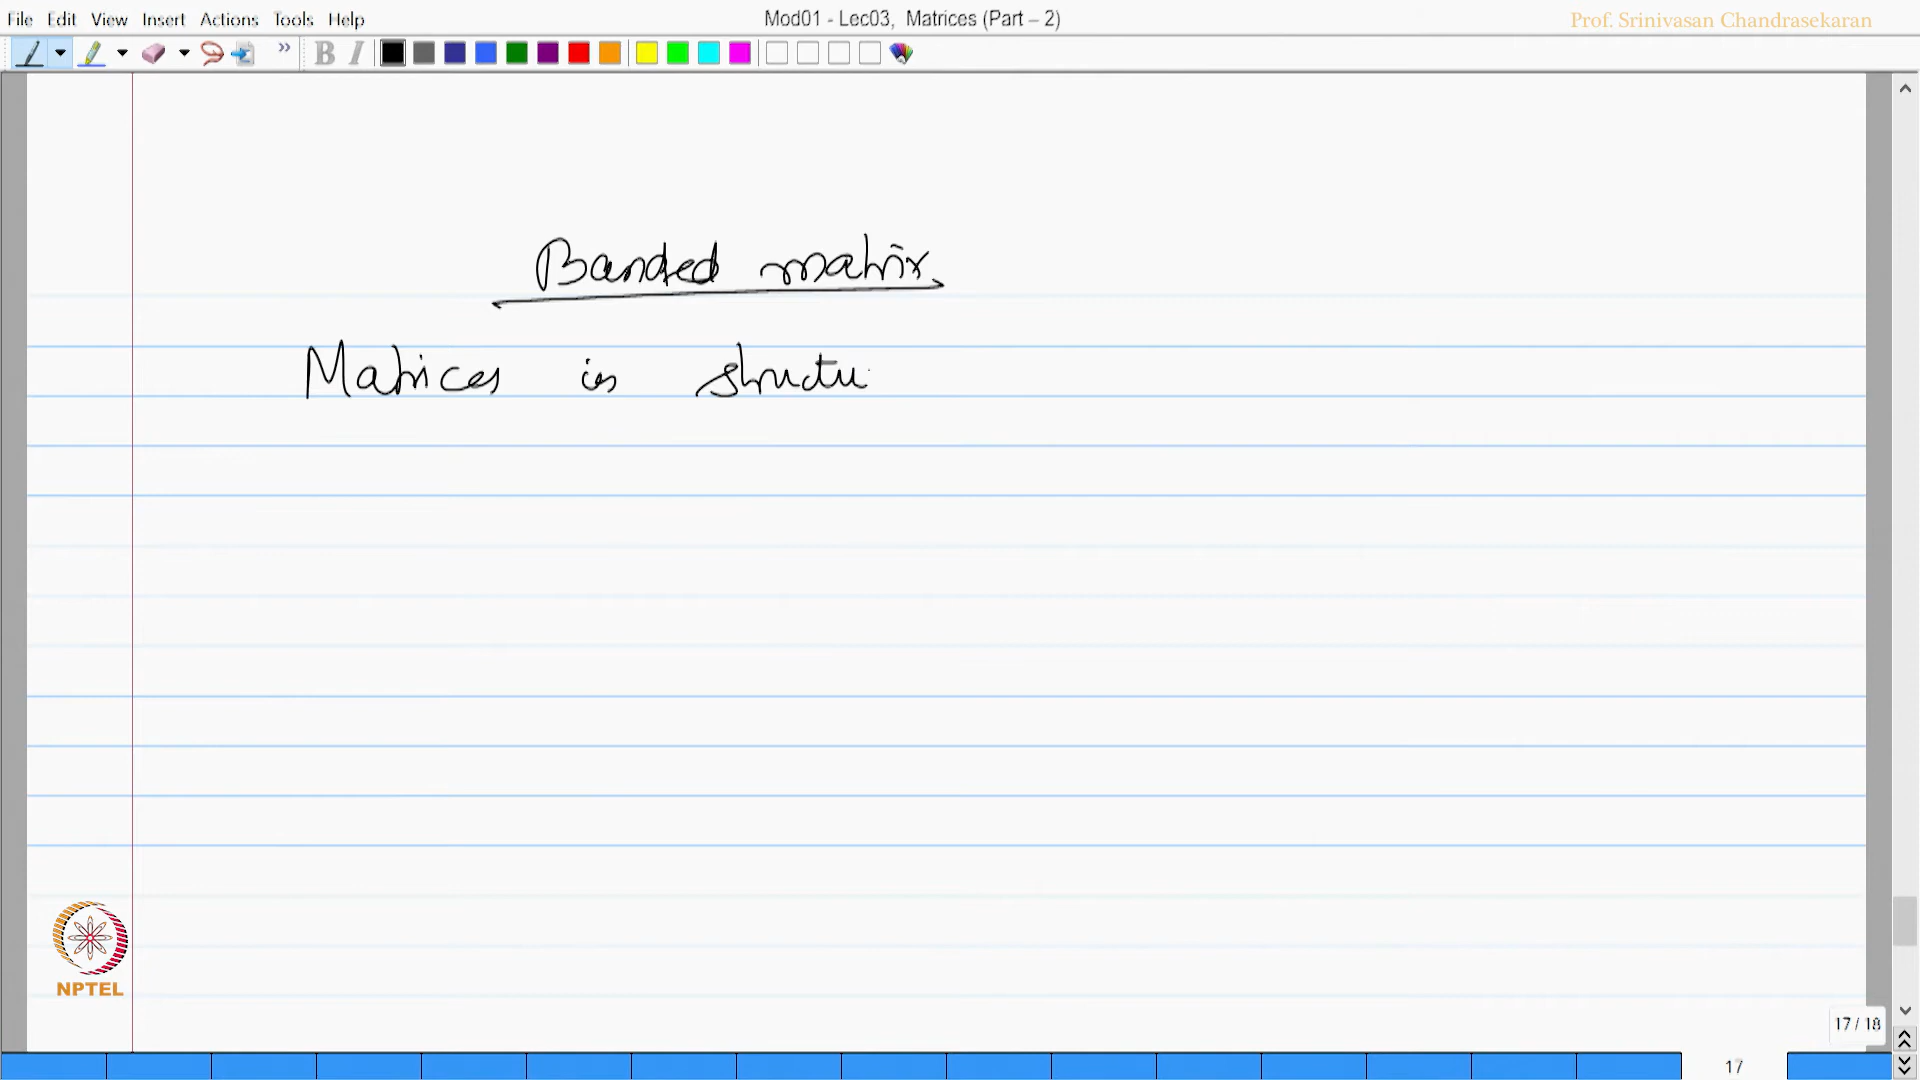 File Edit View Insert Actions Tools Help
Mod01 - Lec03, Matrices (Part – 2)
Prof. Srinivasan Chandrasekaran
B I
Banded matrix
Matrices in structu
NPTEL
17 / 18
17